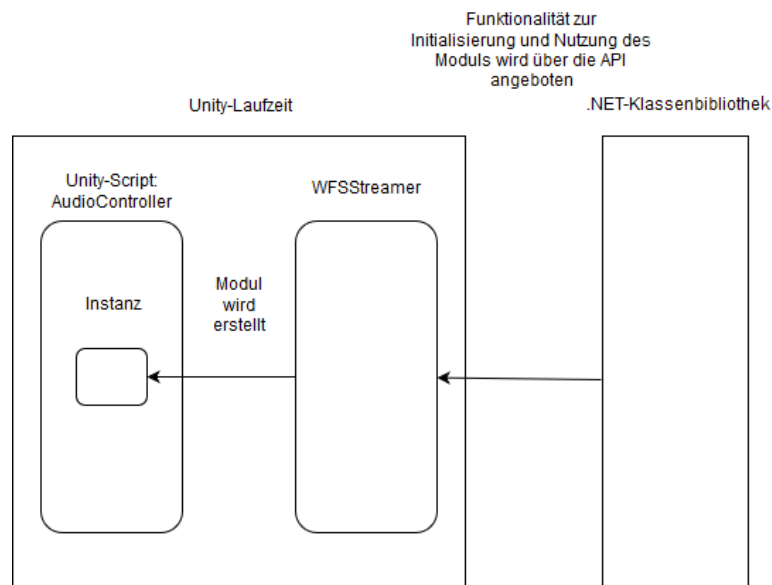 Funktionalität zur
Initialisierung und Nutzung des
Moduls wird über die API
angeboten
Unity-Laufzeit
.NET-Klassenbibliothek
Unity-Script:
AudioController
WFSStreamer
Instanz
Modul
wird
erstellt